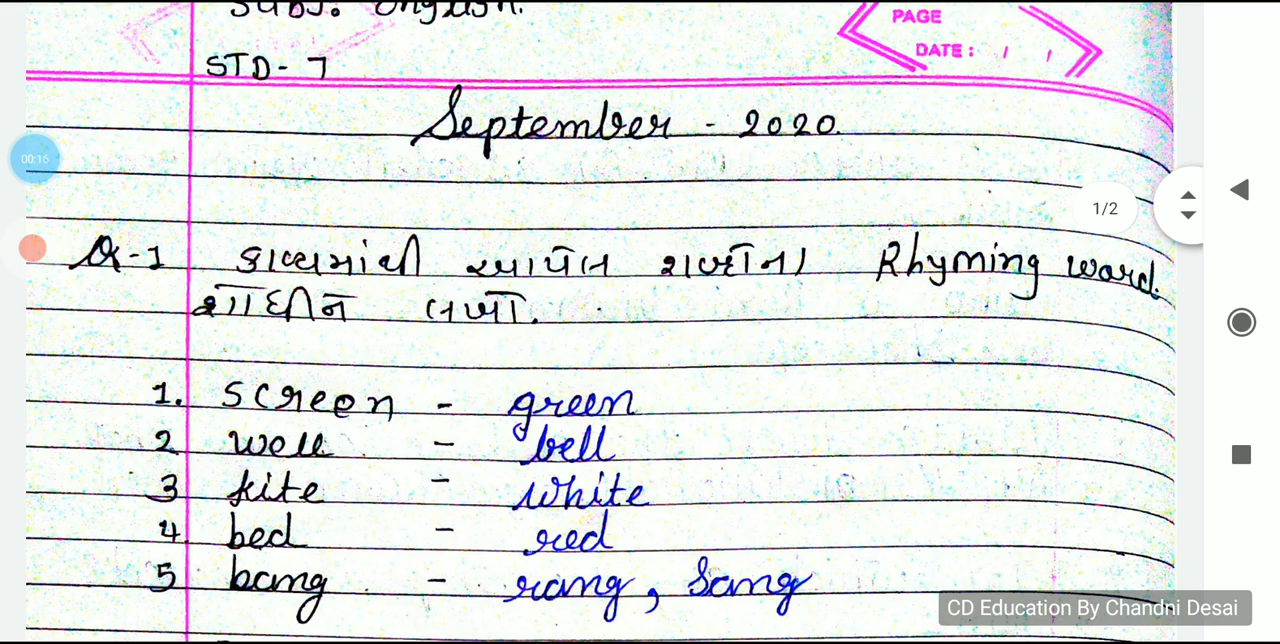 Subj. English.
STD - 7
PAGE
DATE : / /
September - 2020.
00:16
1/2
Q-1 કાવ્યમાંથી આપેલ શબ્દોના Rhyming word
શોધીને લખો.
1. screen - green
2 well - bell
3 kite - white
4 bed - red
5 bang - rang, Sang
CD Education By Chandni Desai